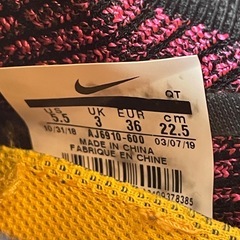 QT
US UK EUR cm
5.5 3 36 22.5
10/31/18 AJ6910-600 03/07/19
MADE IN CHINA
FABRIQUE EN CHINE